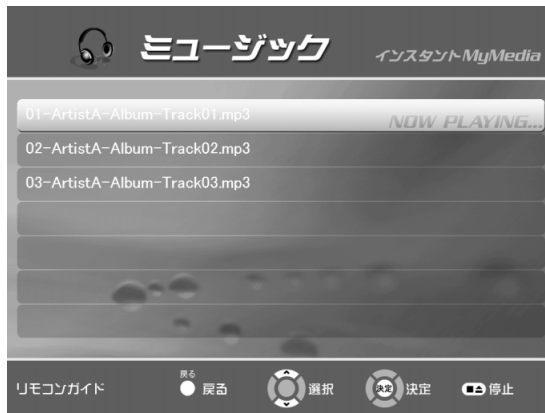 ミュージック
インスタントMyMedia
01-ArtistA-Album-Track01.mp3
NOW PLAYING...
02-ArtistA-Album-Track02.mp3
03-ArtistA-Album-Track03.mp3
リモコンガイド
戻る
戻る
選択
決定
決定
停止